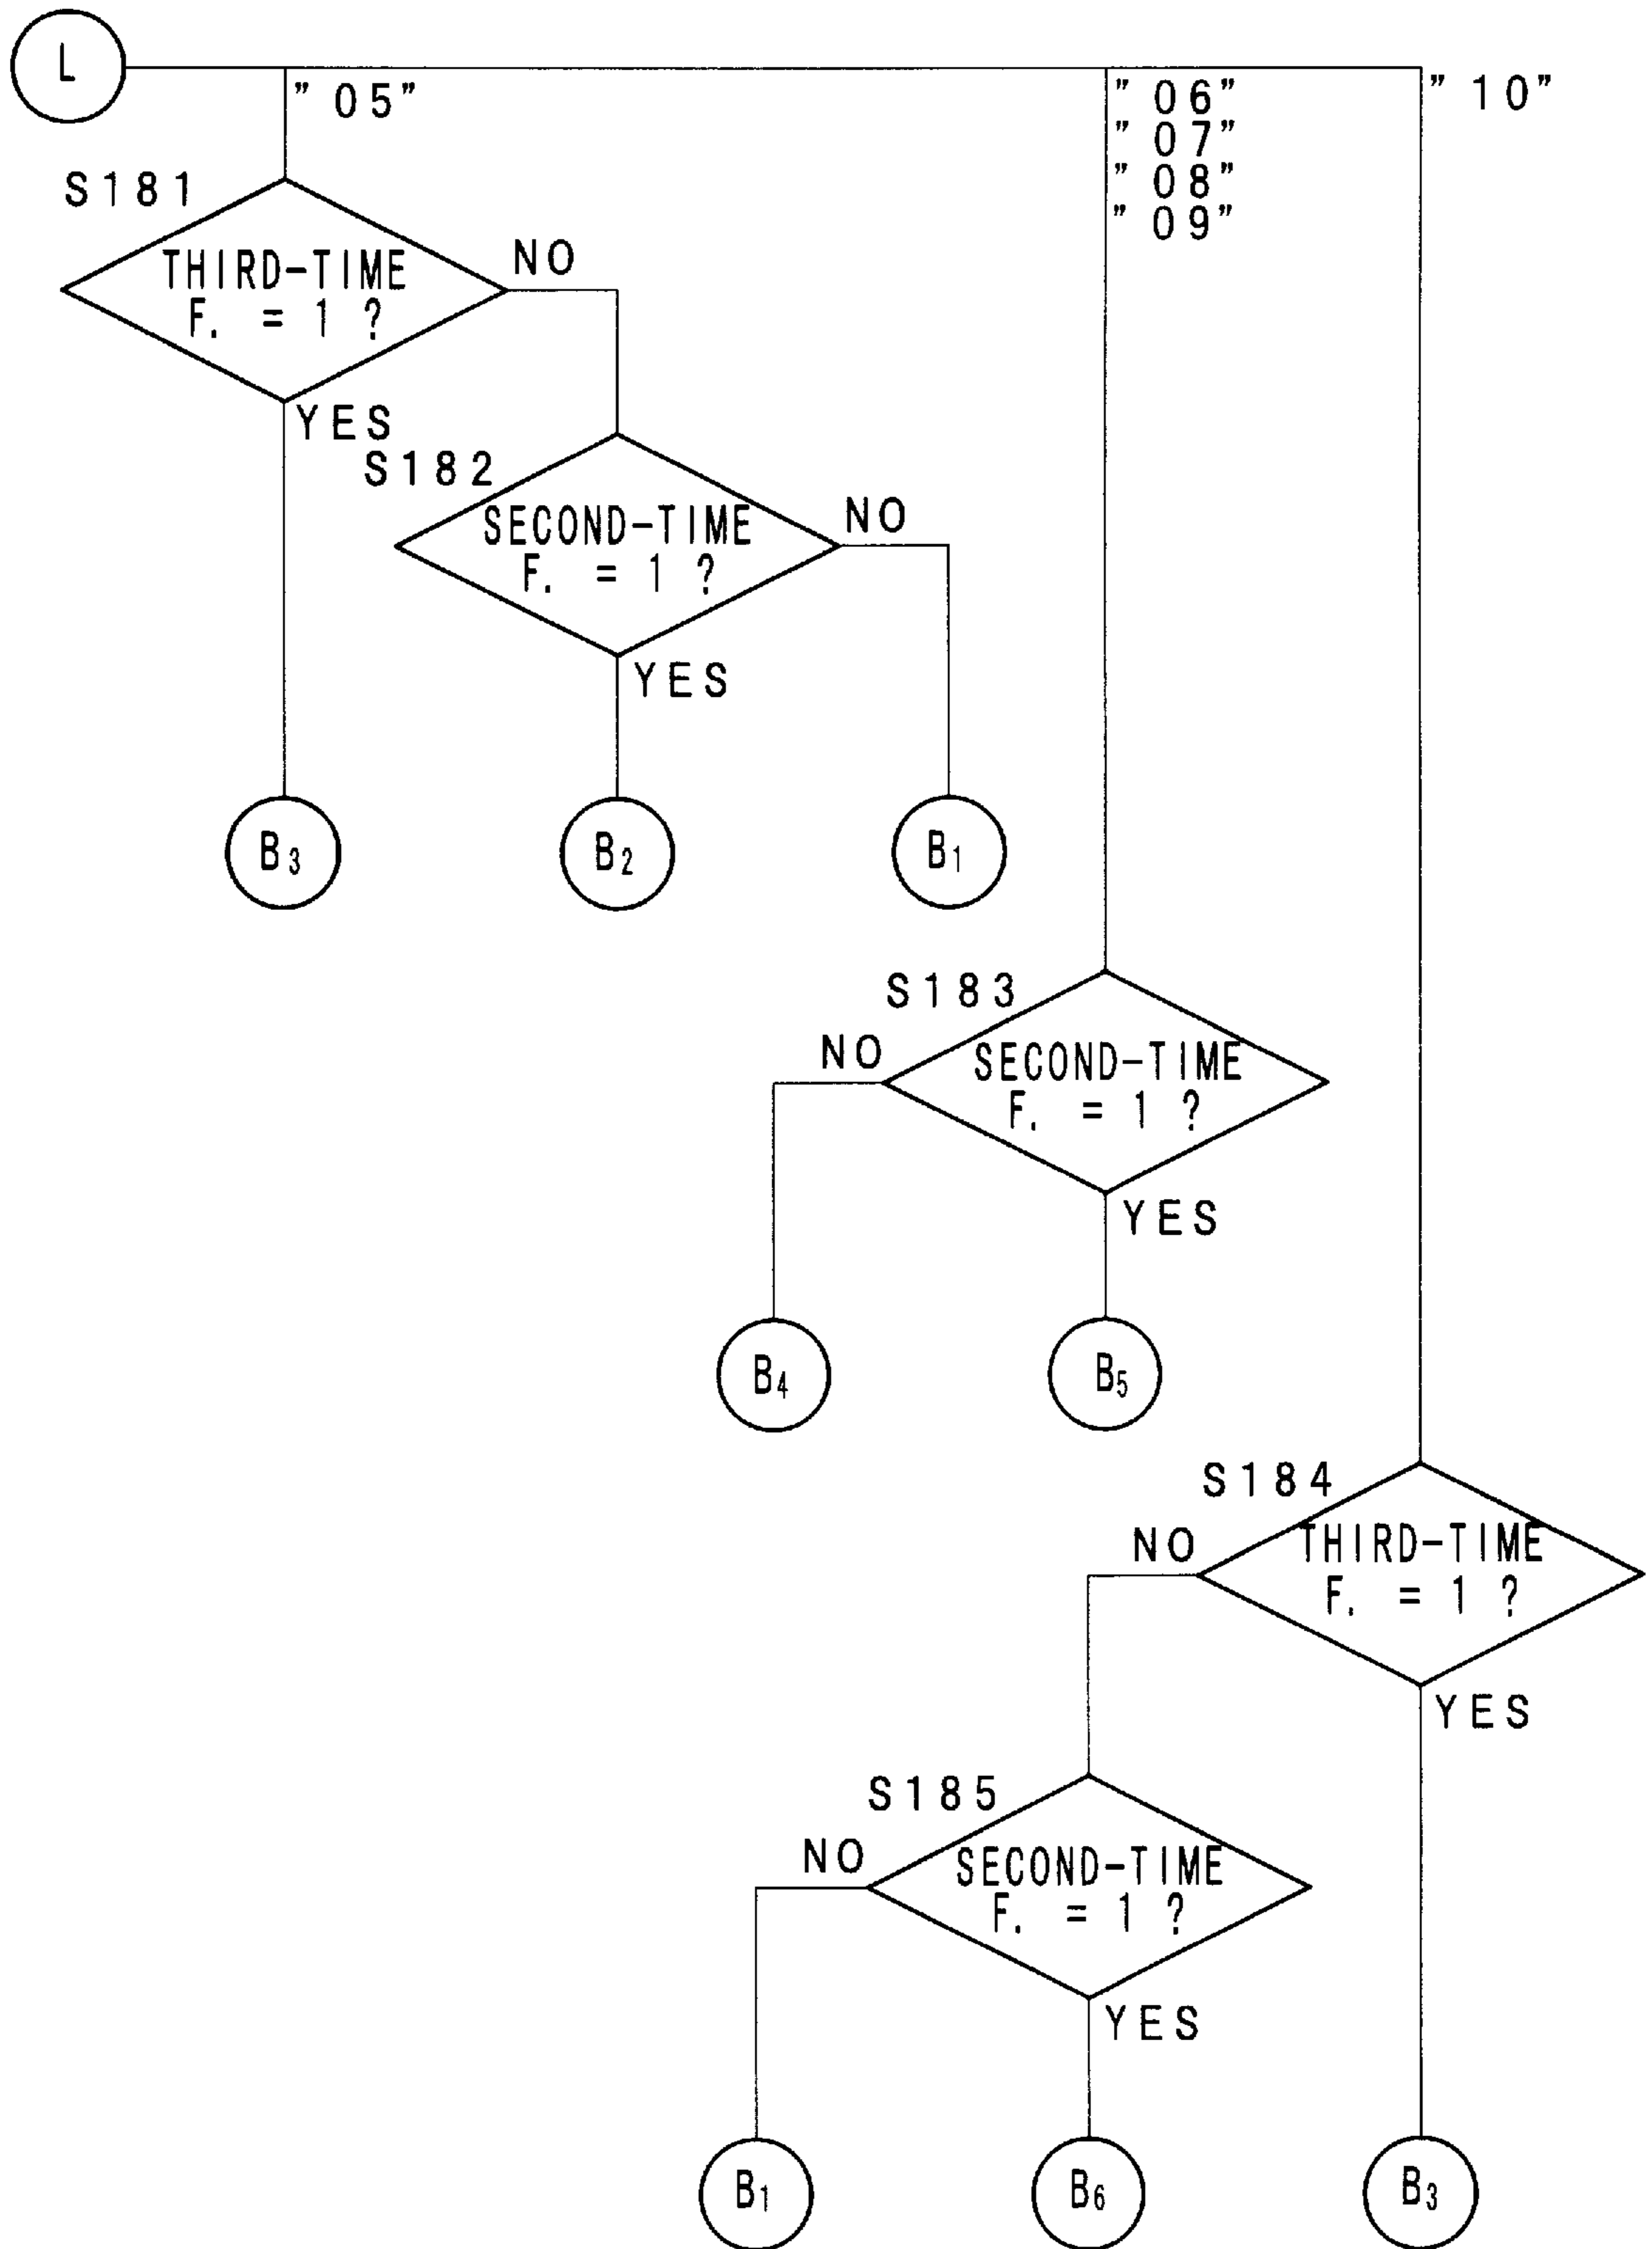 L
" 05"
" 06"
" 07"
" 08"
" 09"
" 10"
S181
THIRD-TIME
F. = 1 ?
NO
YES
S182
SECOND-TIME
F. = 1 ?
NO
YES
B3
B2
B1
S183
SECOND-TIME
F. = 1 ?
NO
YES
B4
B5
S184
THIRD-TIME
F. = 1 ?
NO
YES
S185
SECOND-TIME
F. = 1 ?
NO
YES
B1
B6
B3